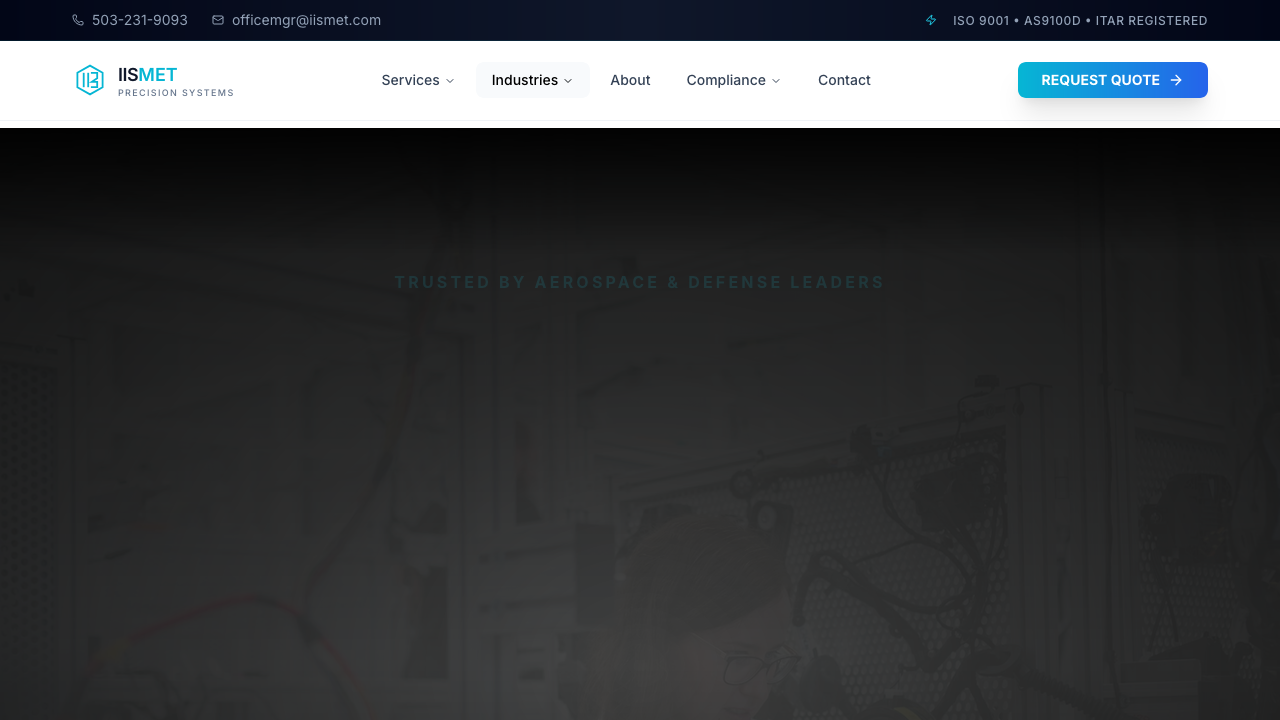 503-231-9093
officemgr@iismet.com
ISO 9001 • AS9100D • ITAR REGISTERED
IISMET
PRECISION SYSTEMS
Services
Industries
About
Compliance
Contact
REQUEST QUOTE
TRUSTED BY AEROSPACE & DEFENSE LEADERS